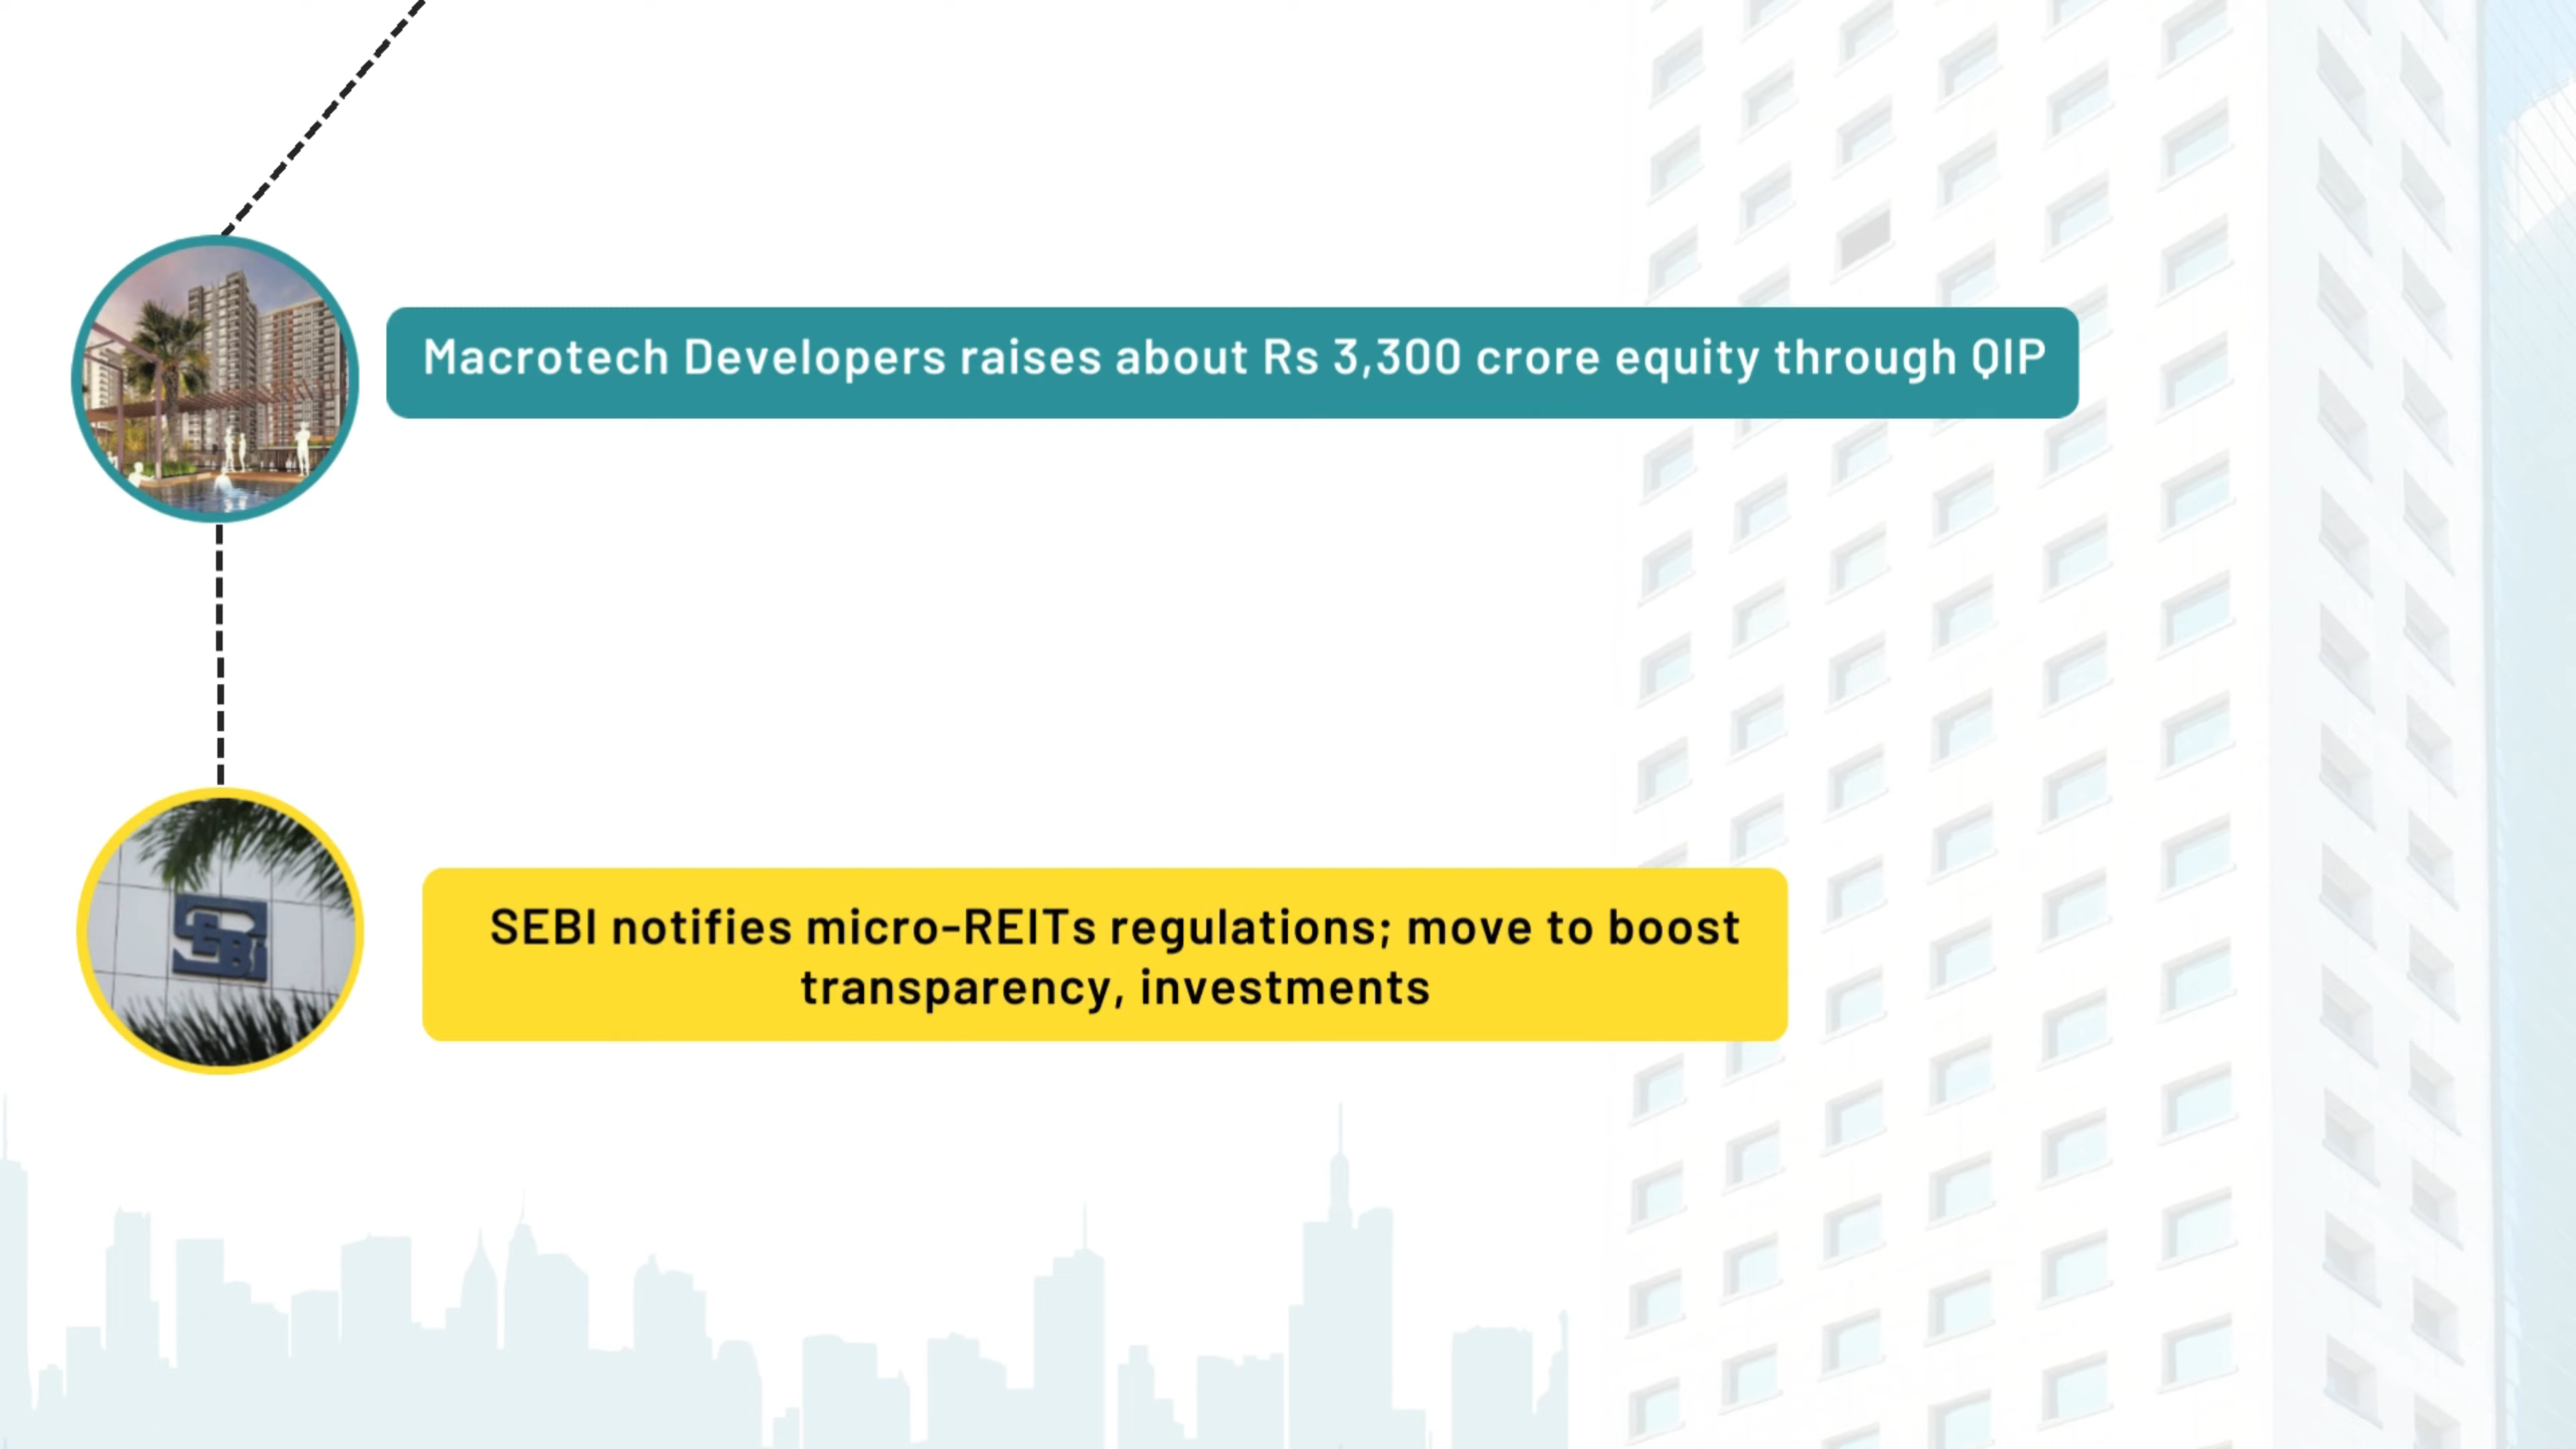 Macrotech Developers raises about Rs 3,300 crore equity through QIP
SEBI
SEBI notifies micro-REITs regulations; move to boost
transparency, investments